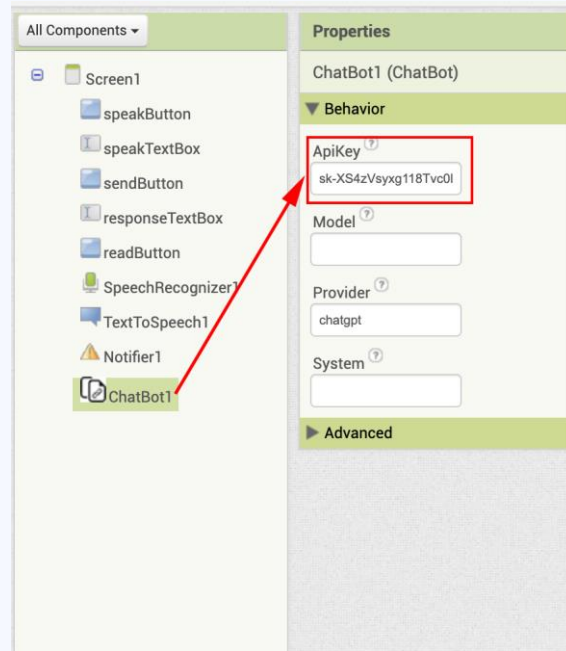 All Components
Screen1
speakButton
speakTextBox
sendButton
responseTextBox
readButton
SpeechRecognizer1
TextToSpeech1
Notifier1
ChatBot1
Properties
ChatBot1 (ChatBot)
Behavior
ApiKey ?
sk-XS4zVsyxg118Tvc0l
Model ?
Provider ?
chatgpt
System ?
Advanced